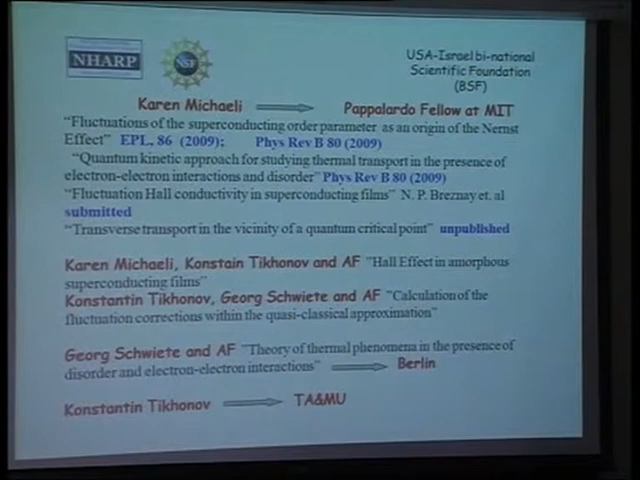 NHARP
NSF
USA-Israel bi-national
Scientific Foundation
(BSF)
Karen Michaeli Pappalardo Fellow at MIT
"Fluctuations of the superconducting order parameter as an origin of the Nernst
Effect" EPL, 86 (2009); Phys Rev B 80 (2009)
"Quantum kinetic approach for studying thermal transport in the presence of
electron-electron interactions and disorder" Phys Rev B 80 (2009)
"Fluctuation Hall conductivity in superconducting films" N. P. Breznay et. al
submitted
"Transverse transport in the vicinity of a quantum critical point" unpublished
Karen Michaeli, Konstain Tikhonov and AF "Hall Effect in amorphous
superconducting films"
Konstantin Tikhonov, Georg Schwiete and AF "Calculation of the
fluctuation corrections within the quasi-classical approximation"
Georg Schwiete and AF "Theory of thermal phenomena in the presence of
disorder and electron-electron interactions" Berlin
Konstantin Tikhonov TA&MU